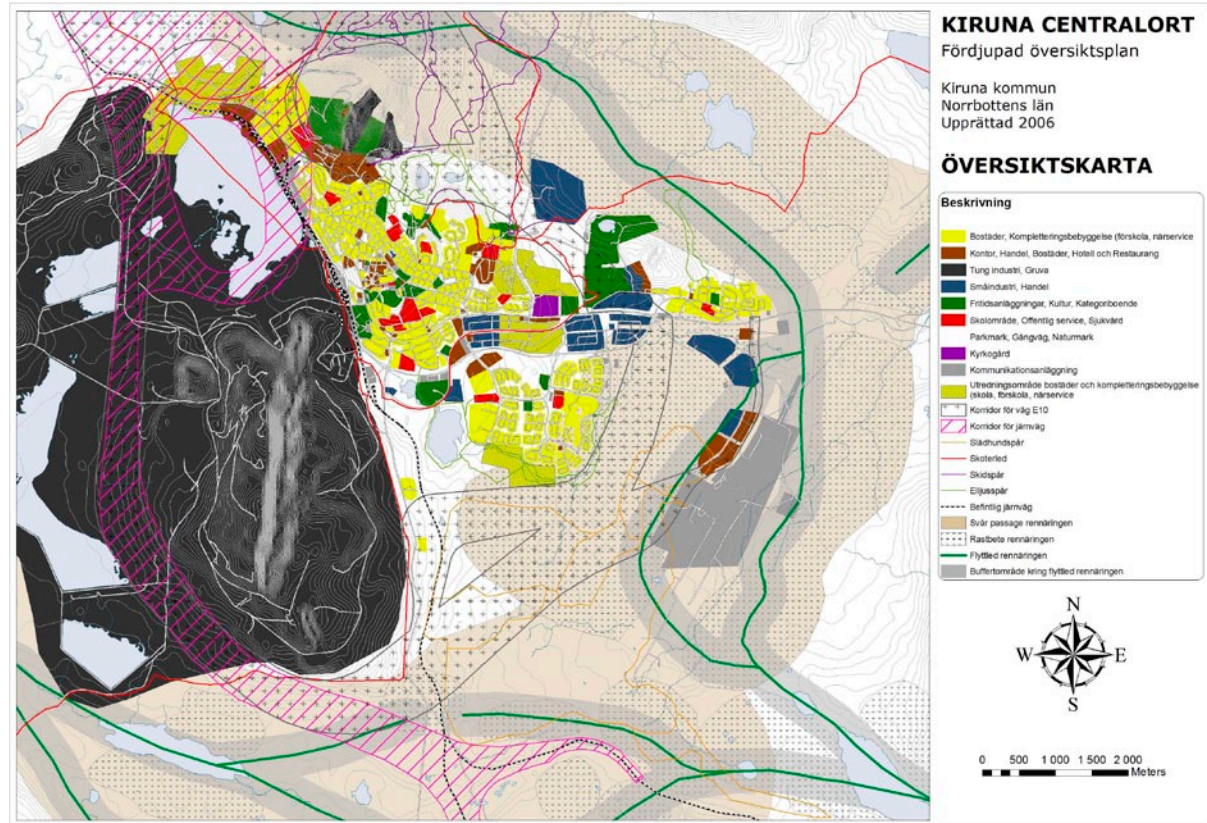 KIRUNA CENTRALORT
Fördjupad översiktsplan
Kiruna kommun
Norrbottens län
Upprättad 2006
ÖVERSIKTSKARTA
Beskrivning
Bostäder, Kompletteringsbebyggelse (förskola, närservice
Kontor, Handel, Bostäder, Hotell och Restaurang
Tung industri, Gruva
Småindustri, Handel
Fritidsanläggningar, Kultur, Kategoriboende
Skolområde, Offentlig service, Sjukvård
Parkmark, Gångväg, Naturmark
Kyrkogård
Kommunikationsanläggning
Utredningsområde bostäder och kompletteringsbebyggelse
(skola, förskola, närservice
Korridor för väg E10
Korridor för järnväg
Slädhundspår
Skoterled
Skidspår
Elljusspår
Befintlig järnväg
Svår passage rennäringen
Rastbete rennäringen
Flyttled rennäringen
Buffertområde kring flyttled rennäringen
N
W E
S
0 500 1 000 1 500 2 000
Meters